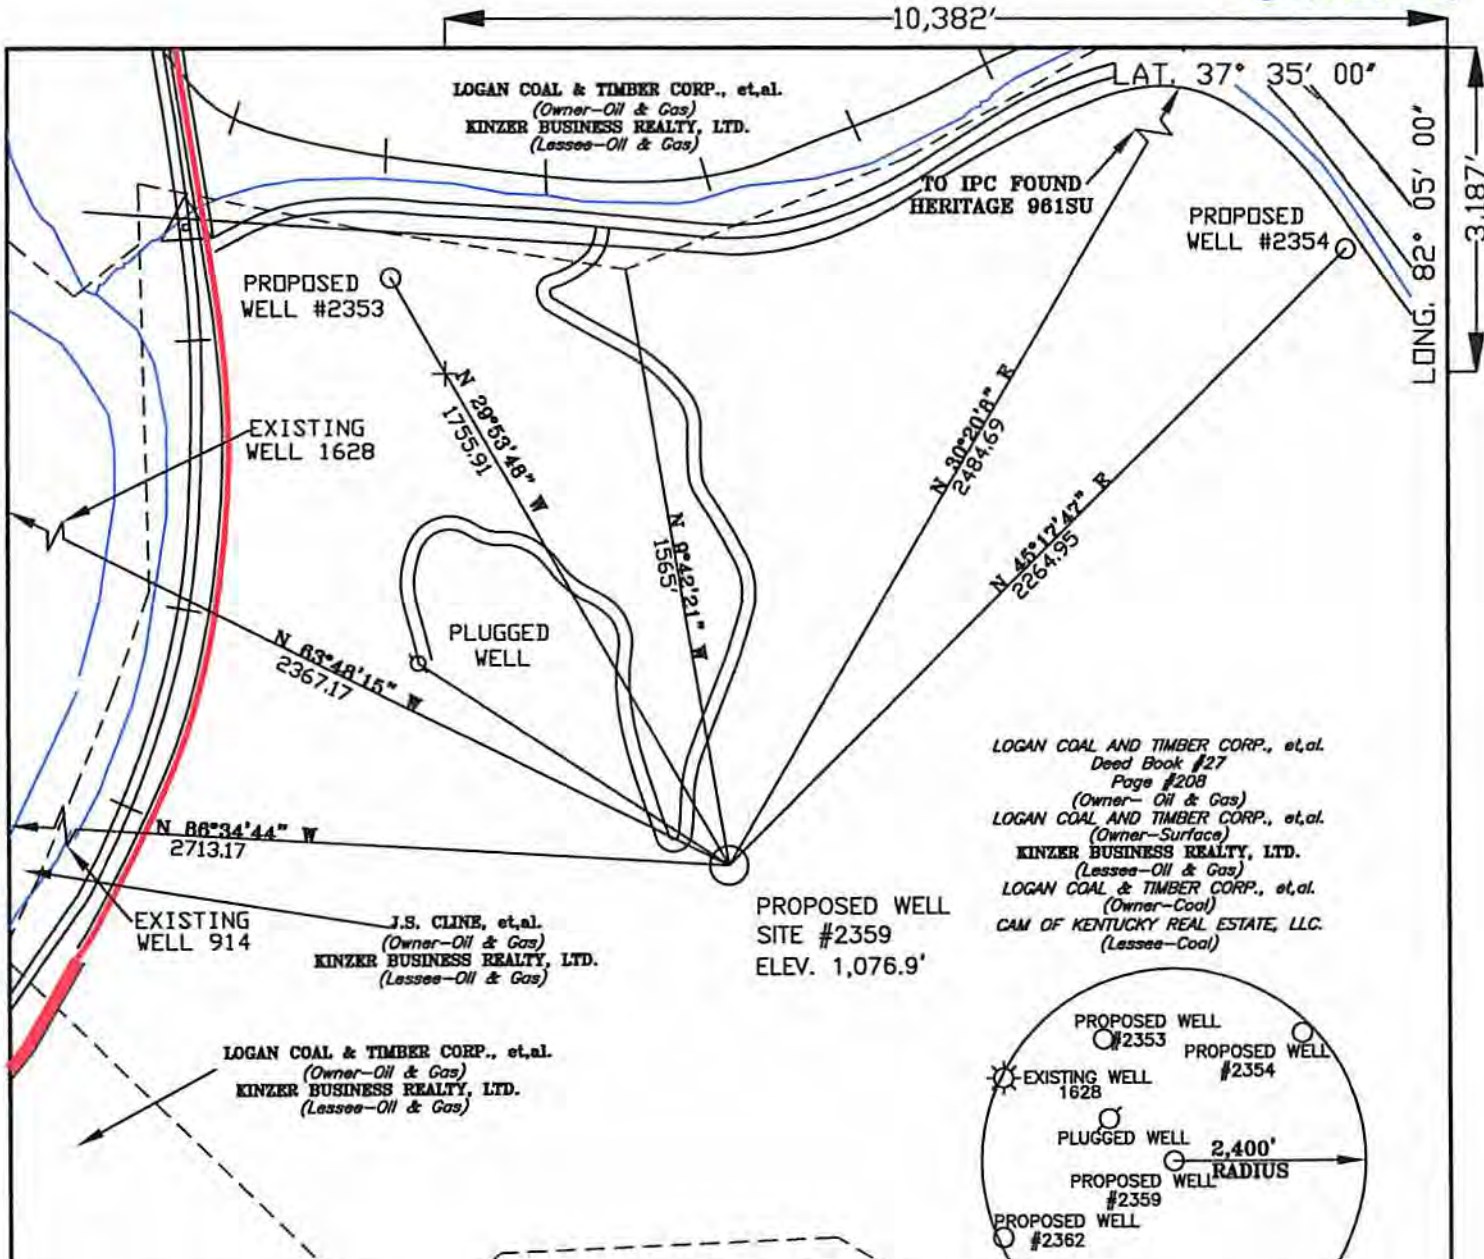 10,382'
LAT. 37° 35' 00"
LONG. 82° 05' 00"
3,187'
LOGAN COAL & TIMBER CORP., et,al.
(Owner-Oil & Gas)
KINZER BUSINESS REALTY, LTD.
(Lessee-Oil & Gas)
TO IPC FOUND
HERITAGE 961SU
PROPOSED
WELL #2354
PROPOSED
WELL #2353
EXISTING
WELL 1628
N 29°53'48" W
1755.91
N 30°20'8" E
2484.69
N 45°17'47" E
2264.95
N 9°42'21" W
1565'
PLUGGED
WELL
N 63°48'15" W
2367.17
N 86°34'44" W
2713.17
EXISTING
WELL 914
J.S. CLINE, et,al.
(Owner-Oil & Gas)
KINZER BUSINESS REALTY, LTD.
(Lessee-Oil & Gas)
PROPOSED WELL
SITE #2359
ELEV. 1,076.9'
LOGAN COAL AND TIMBER CORP., et,al.
Deed Book #27
Page #208
(Owner- Oil & Gas)
LOGAN COAL AND TIMBER CORP., et,al.
(Owner-Surface)
KINZER BUSINESS REALTY, LTD.
(Lessee-Oil & Gas)
LOGAN COAL & TIMBER CORP., et,al.
(Owner-Coal)
CAM OF KENTUCKY REAL ESTATE, LLC.
(Lessee-Coal)
LOGAN COAL & TIMBER CORP., et,al.
(Owner-Oil & Gas)
KINZER BUSINESS REALTY, LTD.
(Lessee-Oil & Gas)
PROPOSED WELL
#2353
PROPOSED WELL
#2354
EXISTING WELL
1628
PLUGGED WELL
2,400'
RADIUS
PROPOSED WELL
#2359
PROPOSED WELL
#2362